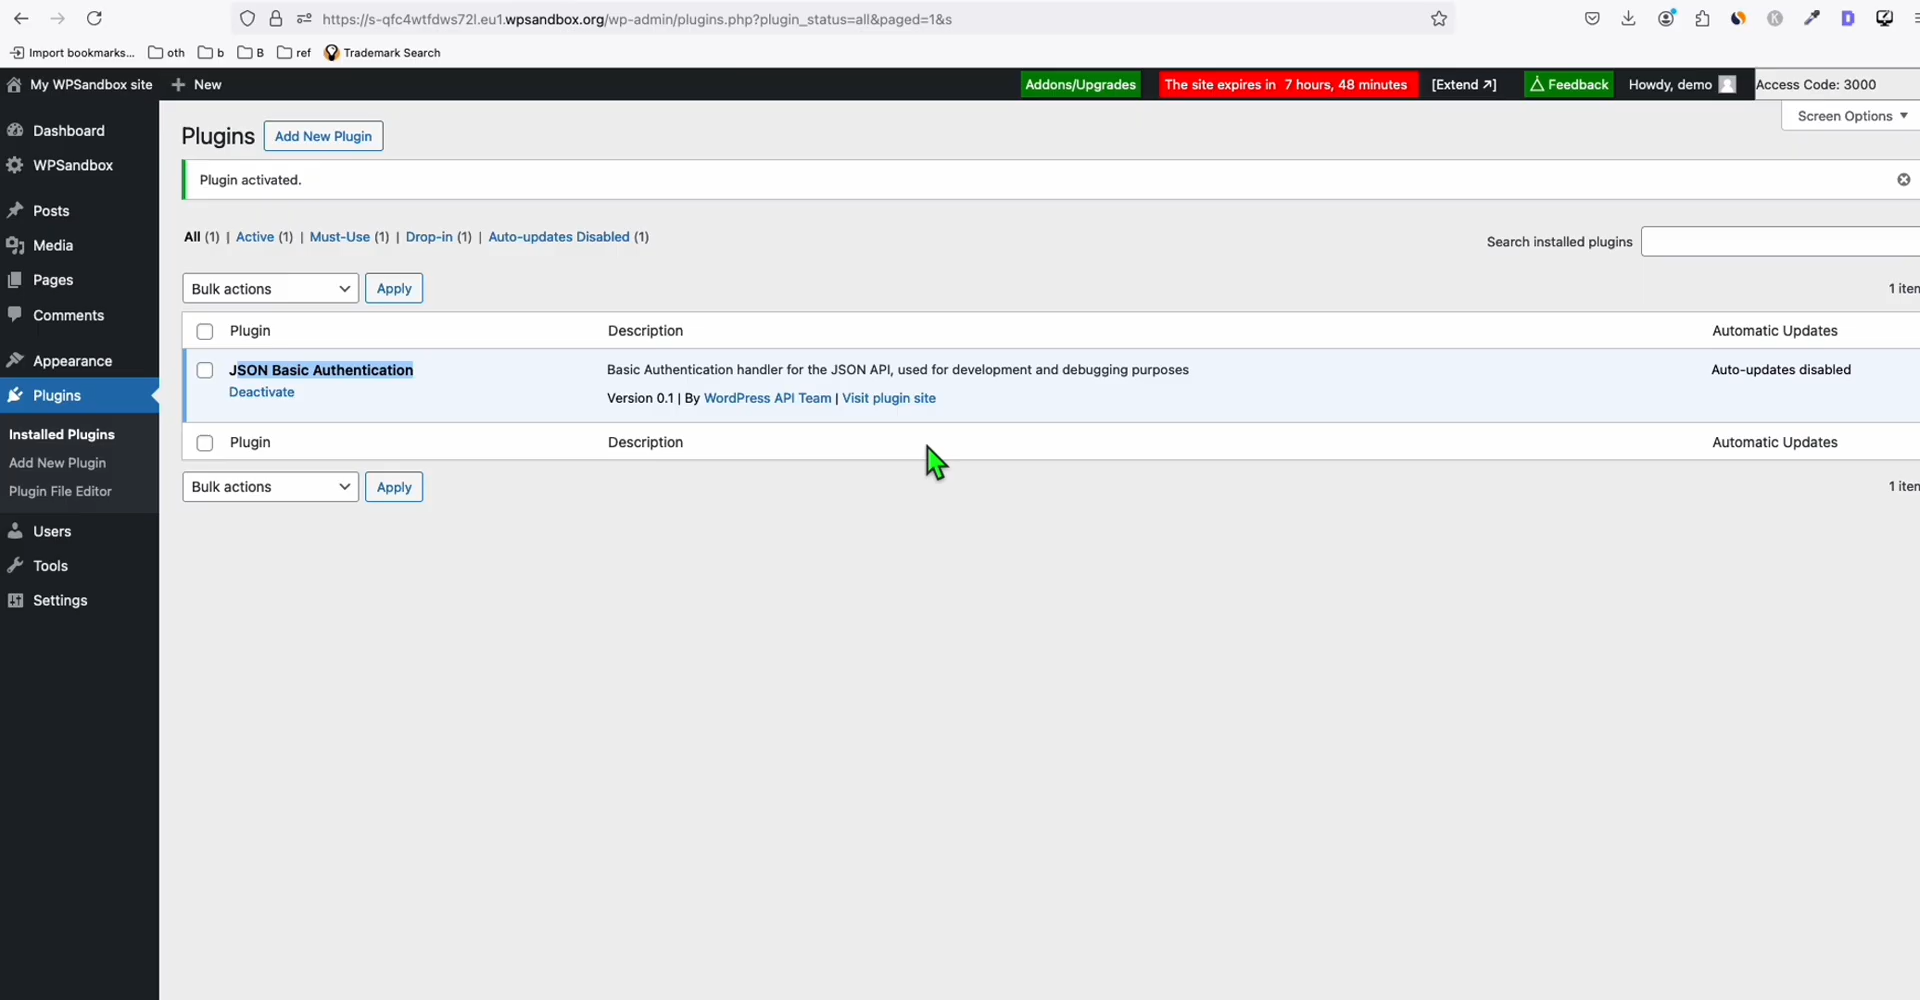 https://s-qfc4wtfdws72l.eu1.wpsandbox.org/wp-admin/plugins.php?plugin_status=all&paged=1&s
Import bookmarks... oth b B ref Trademark Search
My WPSandbox site + New Addons/Upgrades The site expires in 7 hours, 48 minutes [Extend ↗] Feedback Howdy, demo Access Code: 3000
Screen Options
Dashboard
WPSandbox
Posts
Media
Pages
Comments
Appearance
Plugins
Installed Plugins
Add New Plugin
Plugin File Editor
Users
Tools
Settings
Plugins Add New Plugin
Plugin activated.
All (1) | Active (1) | Must-Use (1) | Drop-in (1) | Auto-updates Disabled (1)
Search installed plugins
Bulk actions Apply 1 item
Plugin Description Automatic Updates
JSON Basic Authentication Basic Authentication handler for the JSON API, used for development and debugging purposes Auto-updates disabled
Deactivate Version 0.1 | By WordPress API Team | Visit plugin site
Plugin Description Automatic Updates
Bulk actions Apply 1 item